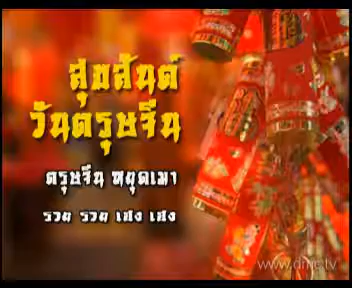 สุขสันต์
วันตรุษจีน
ตรุษจีน หยุดเมา
รวย รวย เฮง เฮง
www.dmc.tv